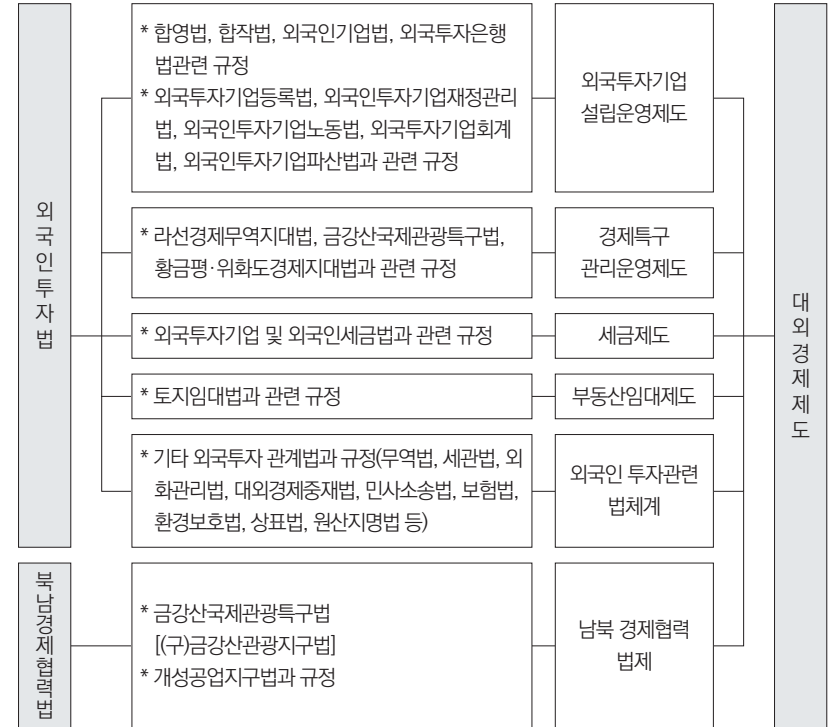 외국인투자법
* 합영법, 합작법, 외국인기업법, 외국투자은행
법관련 규정
* 외국투자기업등록법, 외국인투자기업재정관리
법, 외국인투자기업노동법, 외국투자기업회계
법, 외국인투자기업파산법과 관련 규정
외국투자기업
설립운영제도
* 라선경제무역지대법, 금강산국제관광특구법,
황금평·위화도경제지대법과 관련 규정
경제특구
관리운영제도
* 외국투자기업 및 외국인세금법과 관련 규정
세금제도
* 토지임대법과 관련 규정
부동산임대제도
* 기타 외국투자 관계법과 규정(무역법, 세관법, 외
화관리법, 대외경제중재법, 민사소송법, 보험법,
환경보호법, 상표법, 원산지명법 등)
외국인 투자관련
법체계
북남경제협력법
* 금강산국제관광특구법
[(구)금강산관광지구법]
* 개성공업지구법과 규정
남북 경제협력
법제
대외경제제도